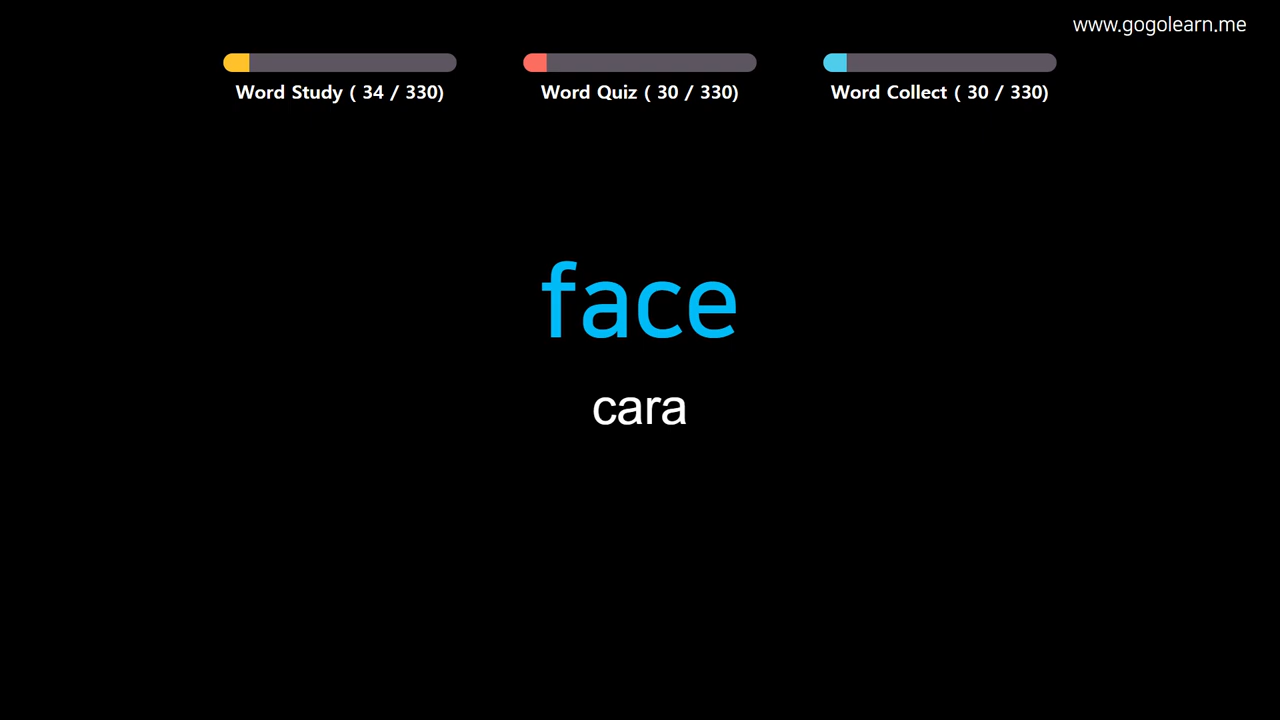 www.gogolearn.me
Word Study ( 34 / 330)
Word Quiz ( 30 / 330)
Word Collect ( 30 / 330)
face
cara